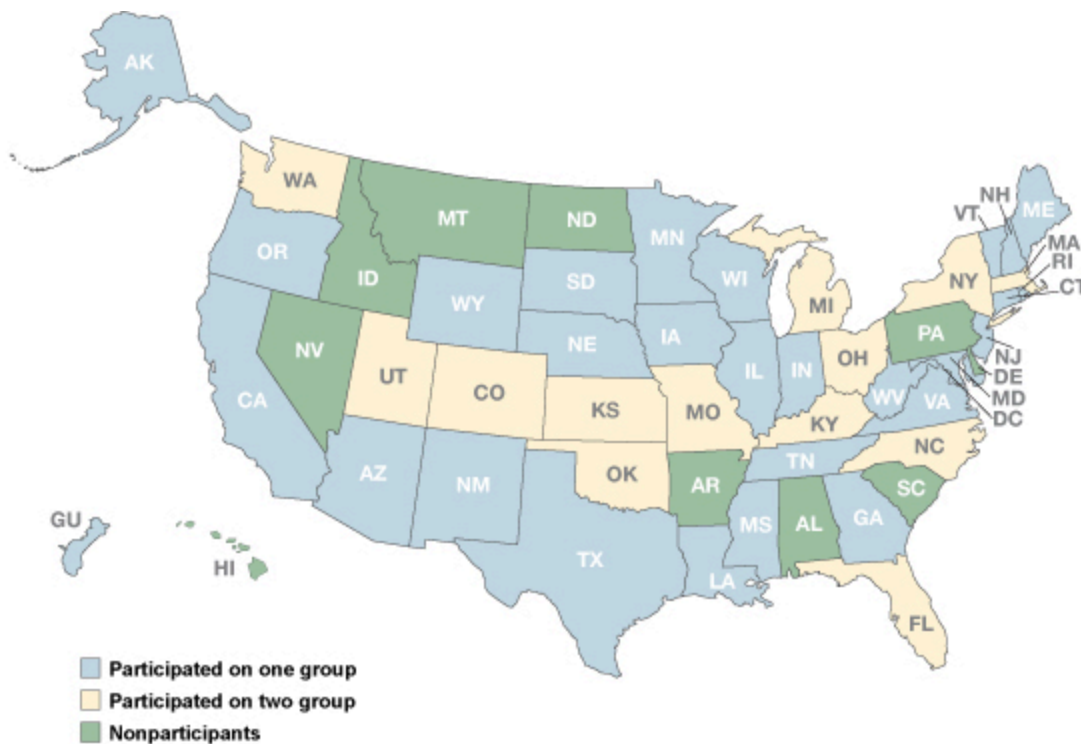 AK
WA
MT
ND
MN
OR
ID
WY
SD
WI
MI
NY
VT
NH
ME
MA
RI
CT
NV
UT
CO
NE
IA
IL
IN
OH
PA
NJ
DE
MD
DC
CA
KS
MO
KY
WV
VA
AZ
NM
OK
AR
TN
NC
SC
TX
LA
MS
AL
GA
FL
GU
HI
Participated on one group
Participated on two group
Nonparticipants